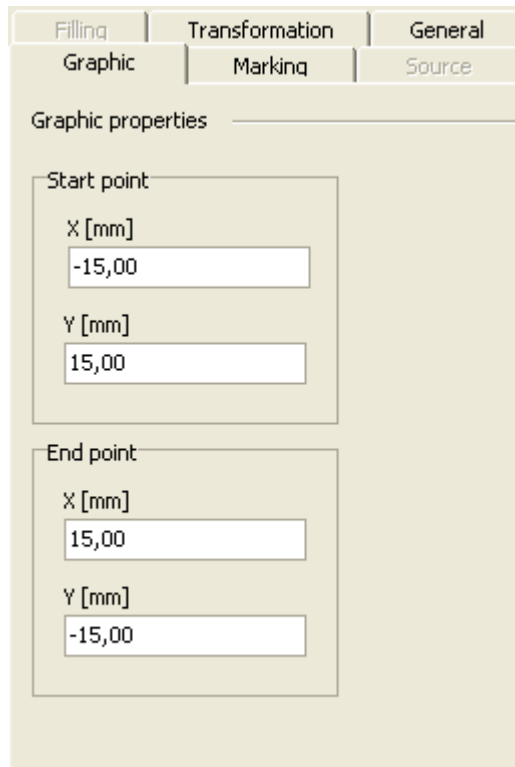 Filling Transformation General
Graphic Marking Source
Graphic properties
Start point
X [mm]
-15,00
Y [mm]
15,00
End point
X [mm]
15,00
Y [mm]
-15,00